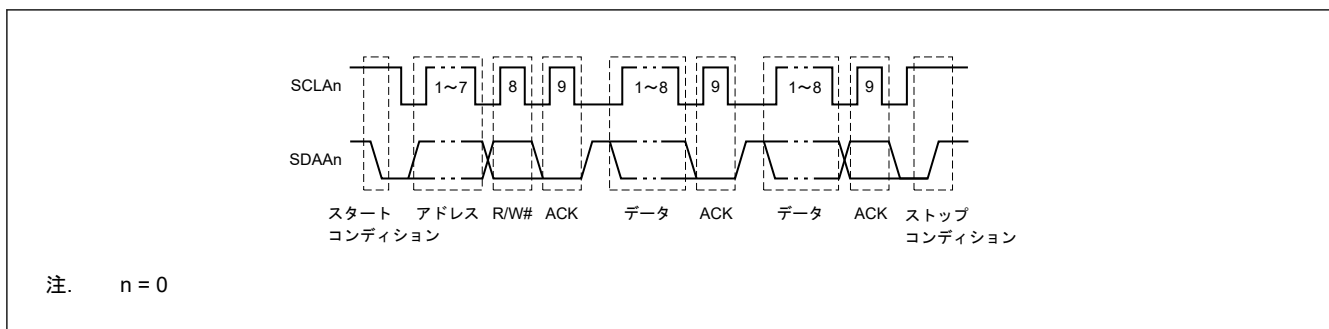 SCLAn
1～7 8 9 1～8 9 1～8 9
SDAAn
スタート アドレス R/W# ACK データ ACK データ ACK ストップ
コンディション コンディション
注. n = 0